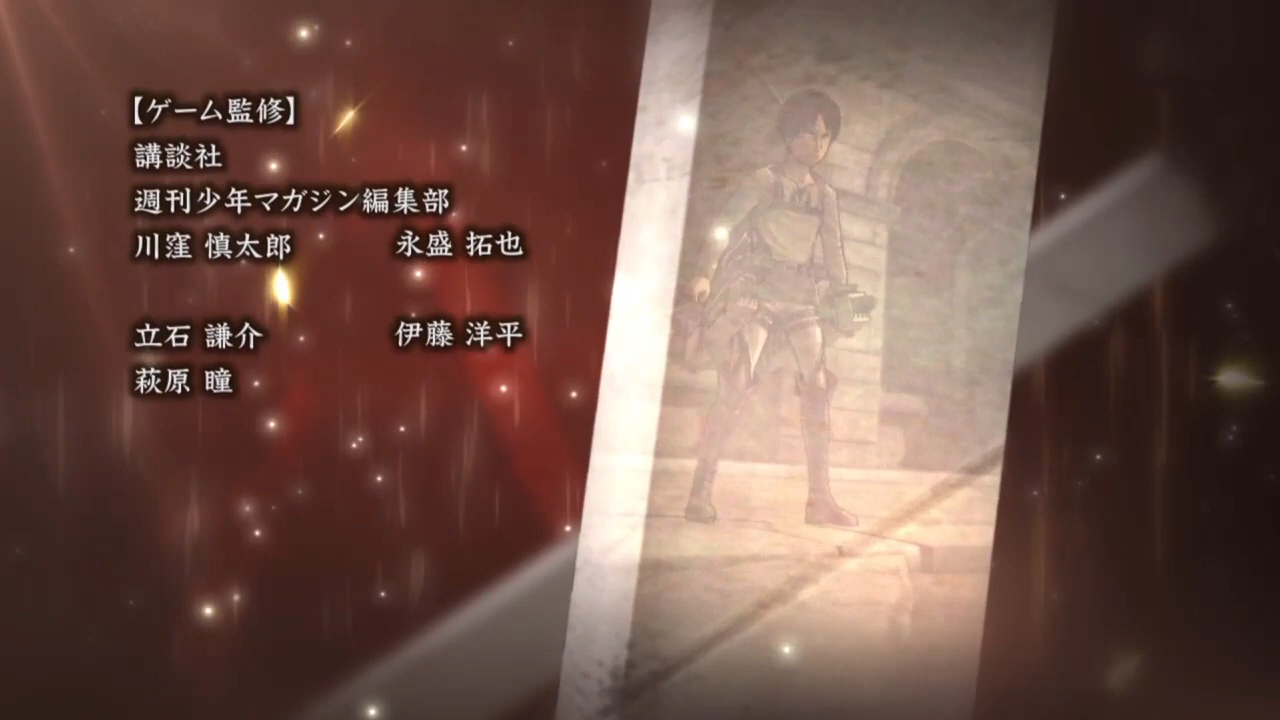 【ゲーム監修】
講談社
週刊少年マガジン編集部
川窪 慎太郎 永盛 拓也
立石 謙介 伊藤 洋平
萩原 瞳